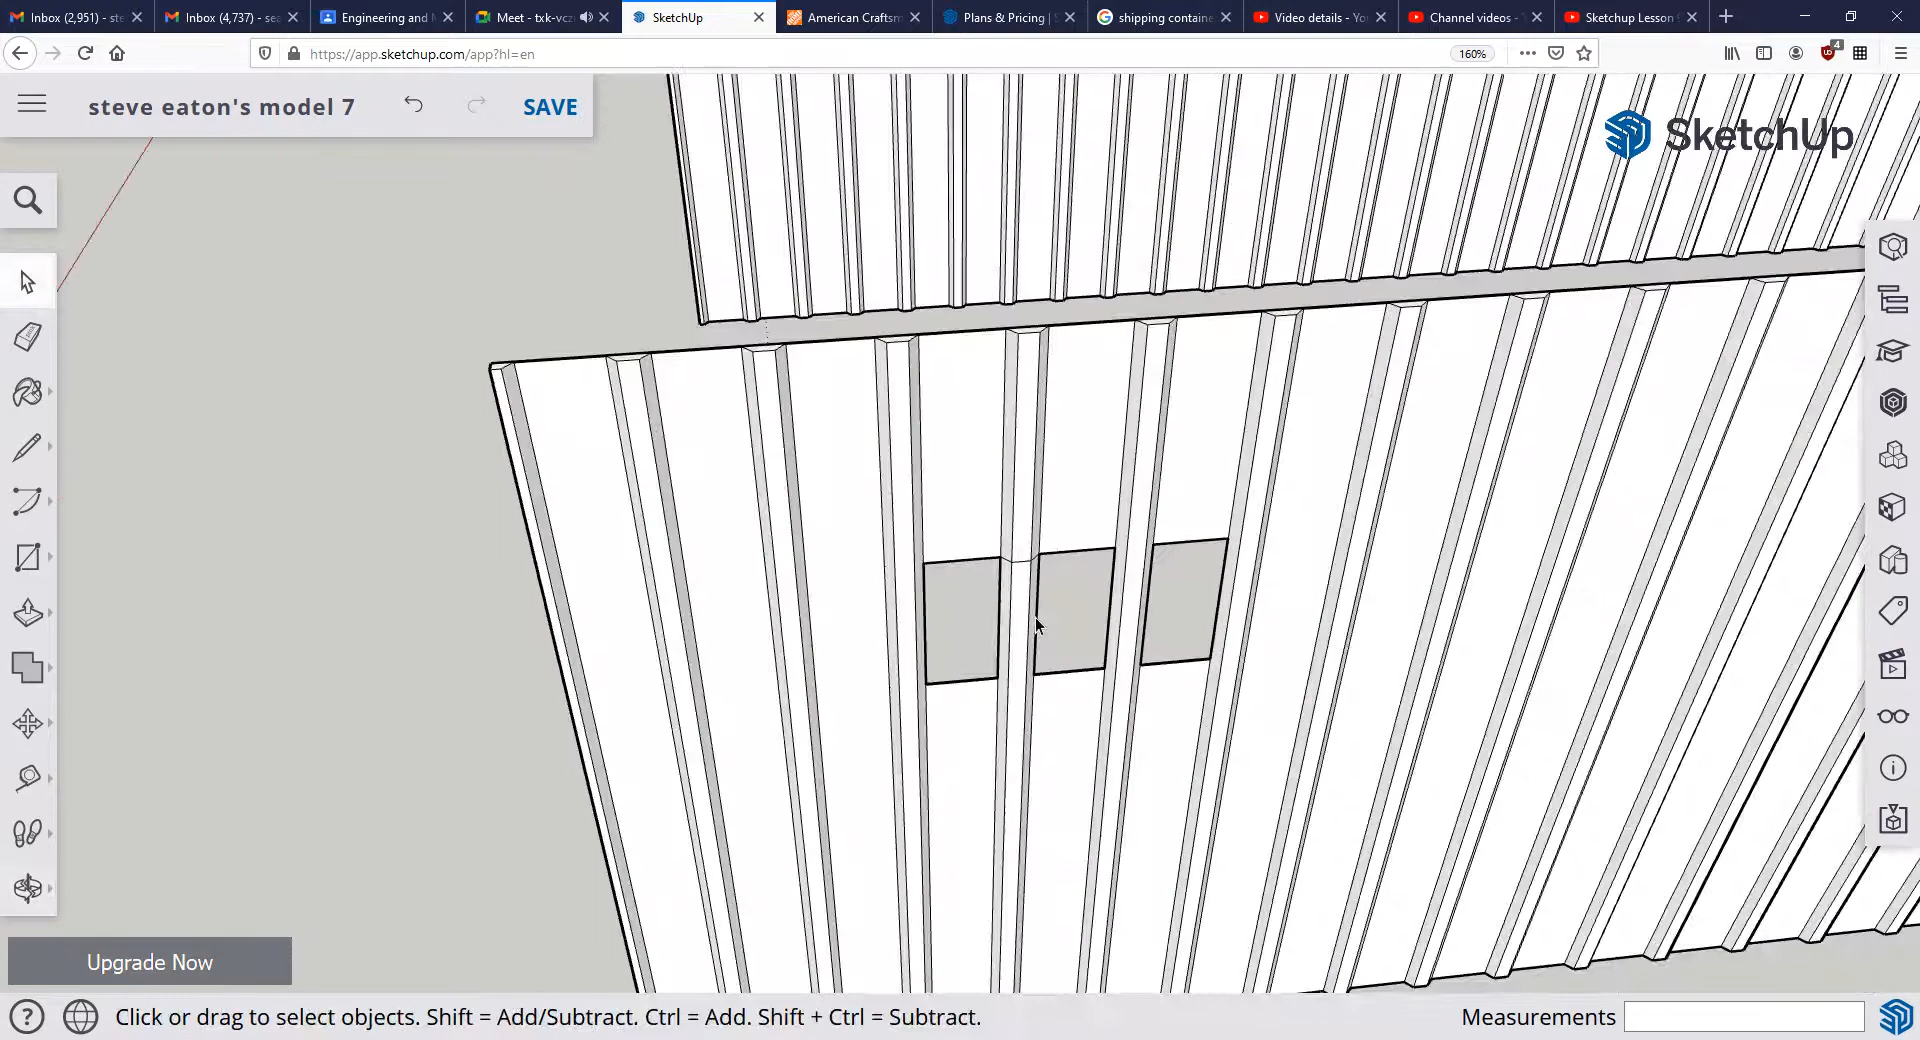 Inbox (2,951) - ste
Inbox (4,737) - sea
Engineering and
Meet - txk-vcz
SketchUp
American Craftsm
Plans & Pricing |
shipping containe
Video details - Yo
Channel videos -
Sketchup Lesson
https://app.sketchup.com/app?hl=en
160%
4
steve eaton's model 7
SAVE
SketchUp
Upgrade Now
Click or drag to select objects. Shift = Add/Subtract. Ctrl = Add. Shift + Ctrl = Subtract.
Measurements